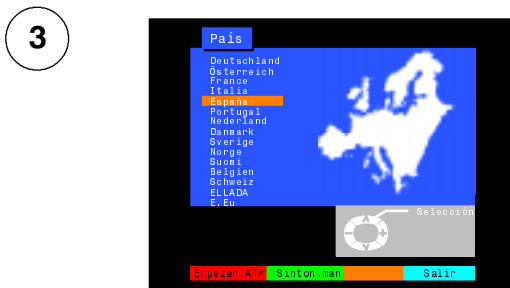 3
País
Deutschland
Österreich
France
Italia
España
Portugal
Nederland
Danmark
Sverige
Norge
Suomi
Belgien
Schweiz
ELLADA
E.Eu
Selección
Empezar ATP Sinton.man Salir